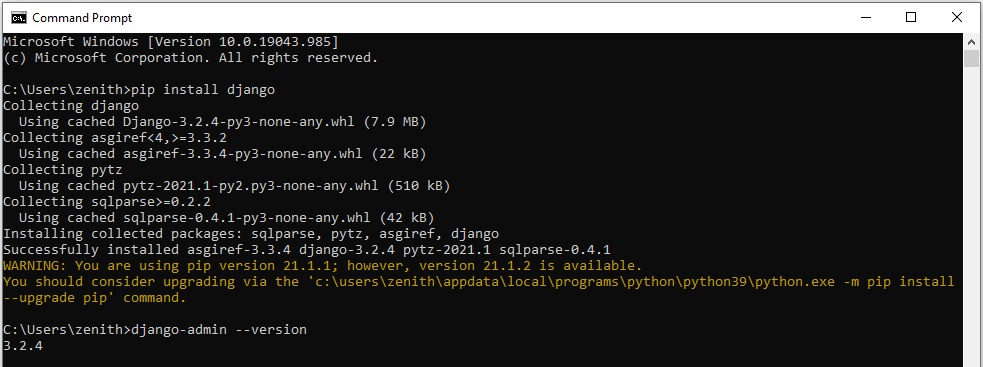 Command Prompt
Microsoft Windows [Version 10.0.19043.985]
(c) Microsoft Corporation. All rights reserved.
C:\Users\zenith>pip install django
Collecting django
  Using cached Django-3.2.4-py3-none-any.whl (7.9 MB)
Collecting asgiref<4,>=3.3.2
  Using cached asgiref-3.3.4-py3-none-any.whl (22 kB)
Collecting pytz
  Using cached pytz-2021.1-py2.py3-none-any.whl (510 kB)
Collecting sqlparse>=0.2.2
  Using cached sqlparse-0.4.1-py3-none-any.whl (42 kB)
Installing collected packages: sqlparse, pytz, asgiref, django
Successfully installed asgiref-3.3.4 django-3.2.4 pytz-2021.1 sqlparse-0.4.1
WARNING: You are using pip version 21.1.1; however, version 21.1.2 is available.
You should consider upgrading via the 'c:\users\zenith\appdata\local\programs\python\python39\python.exe -m pip install
--upgrade pip' command.
C:\Users\zenith>django-admin --version
3.2.4